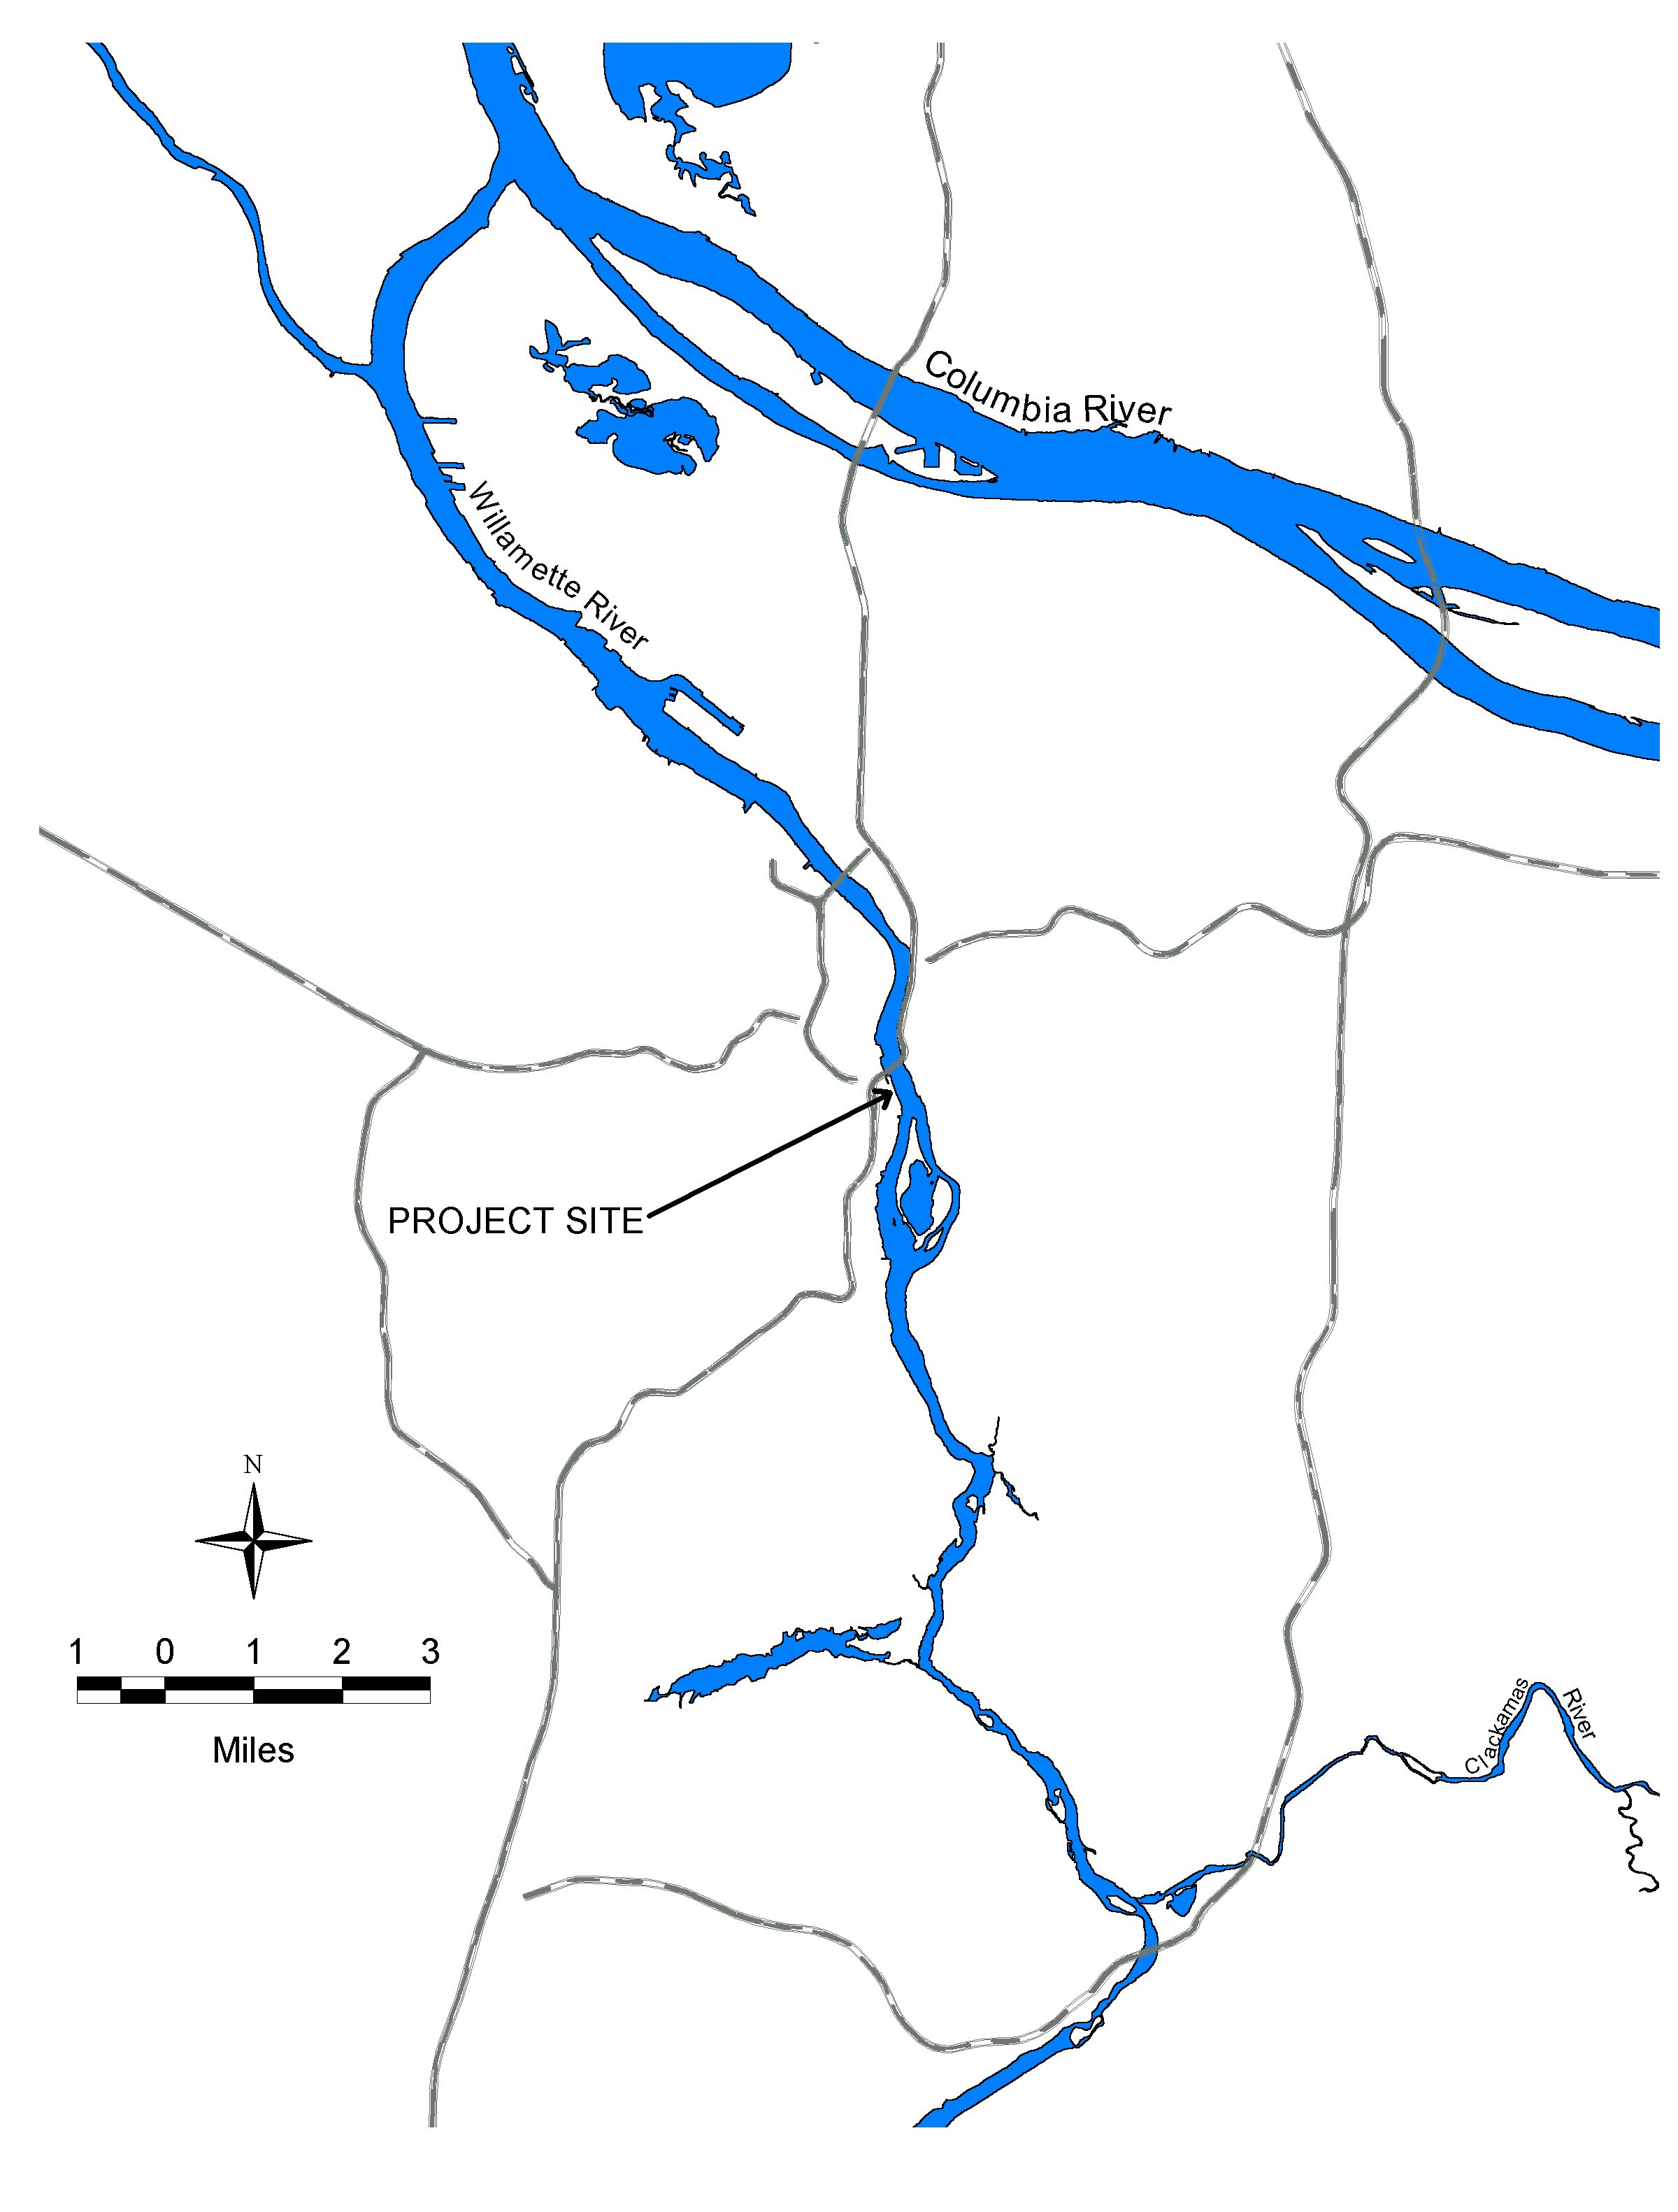 Columbia River
Willamette River
PROJECT SITE
N
1 0 1 2 3
Miles
Clackamas
River